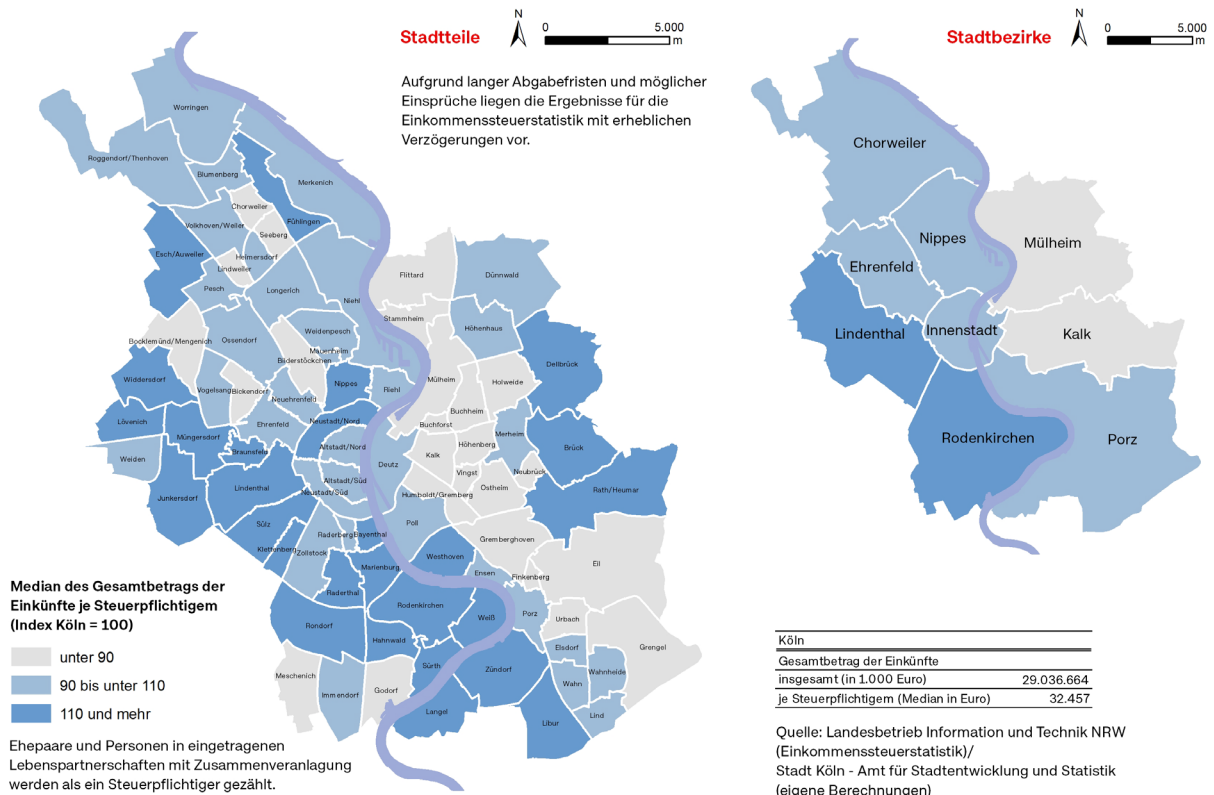 Stadtteile
N
0 5.000
m
Aufgrund langer Abgabefristen und möglicher
Einsprüche liegen die Ergebnisse für die
Einkommenssteuerstatistik mit erheblichen
Verzögerungen vor.
Worringen
Roggendorf/Thenhoven
Blumenberg
Merkenich
Chorweiler
Fühlingen
Volkhoven/Weiler
Seeberg
Esch/Auweiler
Heimersdorf
Lindweiler
Pesch
Longerich
Niehl
Flittard
Dünnwald
Stammheim
Höhenhaus
Weidenpesch
Bocklemünd/Mengenich
Ossendorf
Mauenheim
Bilderstöckchen
Dellbrück
Widdersdorf
Vogelsang
Bickendorf
Nippes
Riehl
Mülheim
Holweide
Neuehrenfeld
Buchheim
Lövenich
Ehrenfeld
Neustadt/Nord
Buchforst
Müngersdorf
Merheim
Brück
Braunsfeld
Altstadt/Nord
Höhenberg
Kalk
Weiden
Deutz
Vingst
Neubrück
Junkersdorf
Lindenthal
Altstadt/Süd
Neustadt/Süd
Humboldt/Gremberg
Ostheim
Rath/Heumar
Sülz
Poll
Raderberg
Bayenthal
Klettenberg
Zollstock
Gremberghoven
Westhoven
Marienburg
Eil
Ensen
Finkenberg
Raderthal
Rodenkirchen
Weiß
Porz
Urbach
Rondorf
Hahnwald
Elsdorf
Grengel
Sürth
Zündorf
Wahnheide
Wahn
Meschenich
Immendorf
Godorf
Langel
Libur
Lind
Median des Gesamtbetrags der
Einkünfte je Steuerpflichtigem
(Index Köln = 100)
unter 90
90 bis unter 110
110 und mehr
Ehepaare und Personen in eingetragenen
Lebenspartnerschaften mit Zusammenveranlagung
werden als ein Steuerpflichtiger gezählt.
Stadtbezirke
N
0 5.000
m
Chorweiler
Nippes
Mülheim
Ehrenfeld
Lindenthal
Innenstadt
Kalk
Rodenkirchen
Porz
Köln
Gesamtbetrag der Einkünfte
insgesamt (in 1.000 Euro) 29.036.664
je Steuerpflichtigem (Median in Euro) 32.457
Quelle: Landesbetrieb Information und Technik NRW
(Einkommenssteuerstatistik)/
Stadt Köln - Amt für Stadtentwicklung und Statistik
(eigene Berechnungen)